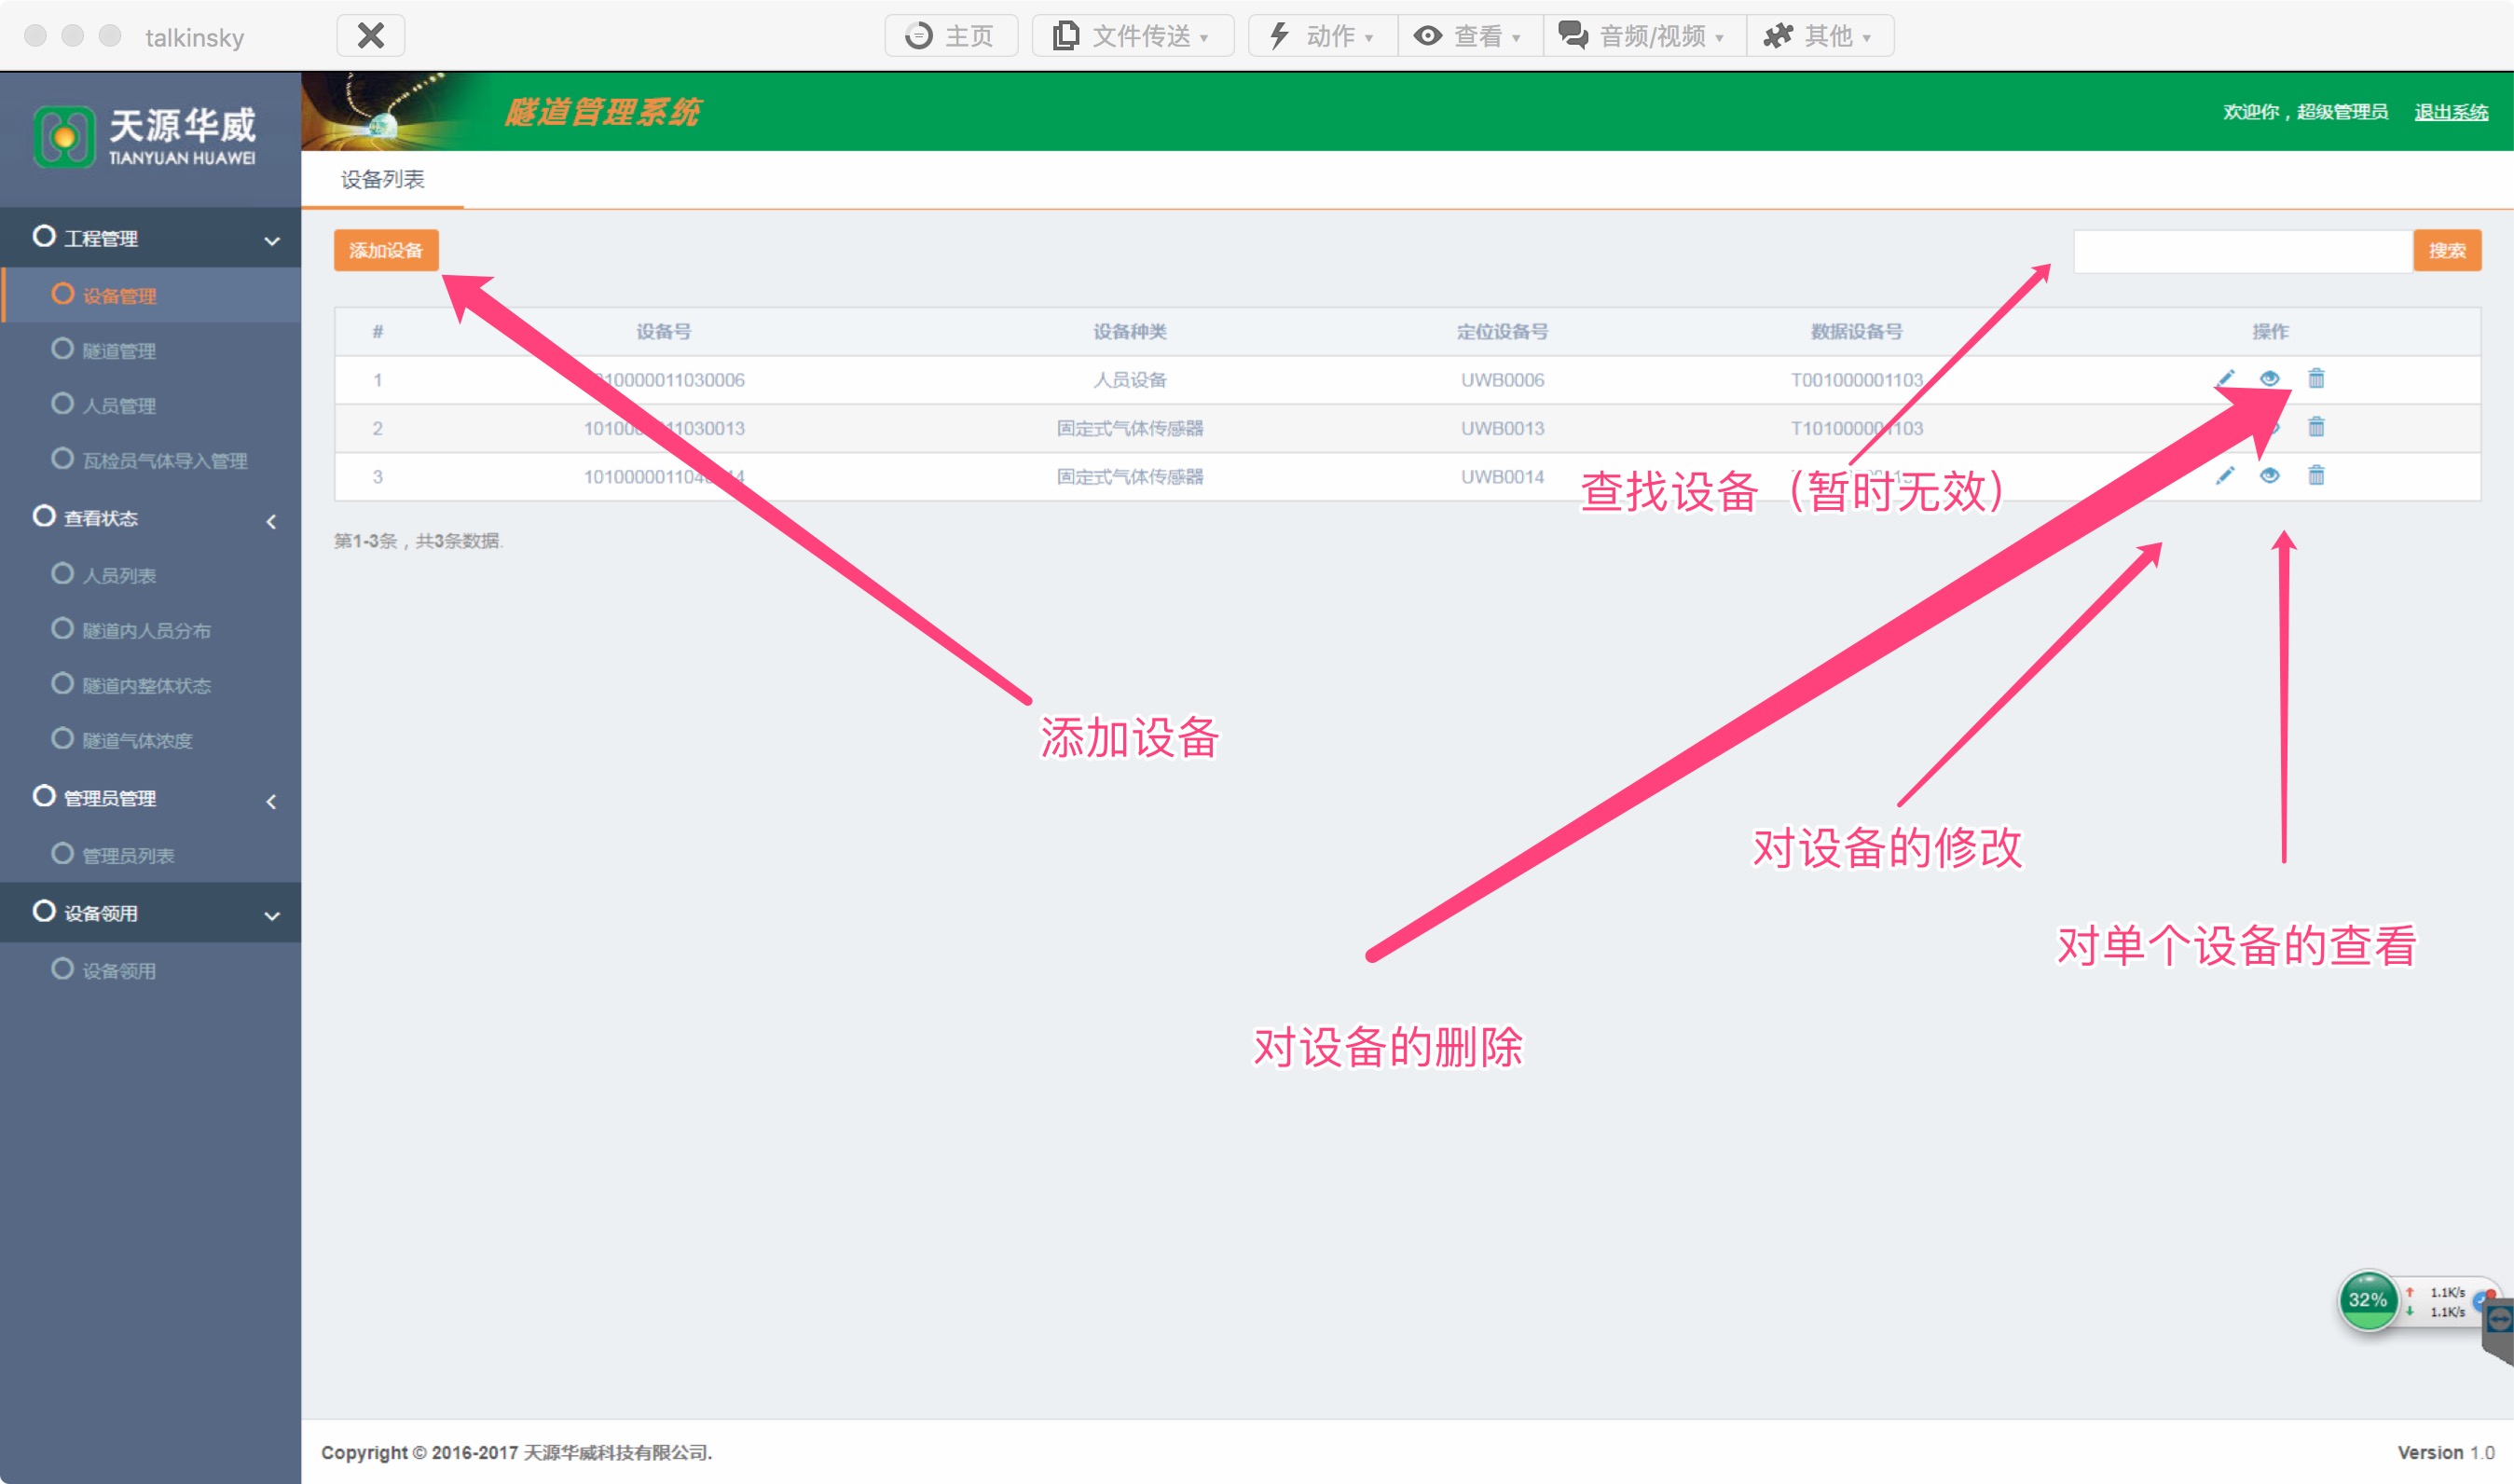 talkinsky 主页 文件传送 动作 查看 音频/视频 其他
天源华威
TIANYUAN HUAWEI
隧道管理系统
欢迎你，超级管理员 退出系统
工程管理
设备管理
隧道管理
人员管理
瓦检员气体导入管理
查看状态
人员列表
隧道内人员分布
隧道内整体状态
隧道气体浓度
管理员管理
管理员列表
设备领用
设备领用
设备列表
添加设备 搜索
# 设备号 设备种类 定位设备号 数据设备号 操作
1 人员设备 UWB0006 T001000001103
2 固定式气体传感器 UWB0013 T101000001103
3 固定式气体传感器 UWB0014
第1-3条，共3条数据.
查找设备（暂时无效）
添加设备
对设备的修改
对单个设备的查看
对设备的删除
32% 1.1K/s
1.1K/s
Copyright © 2016-2017 天源华威科技有限公司. Version 1.0